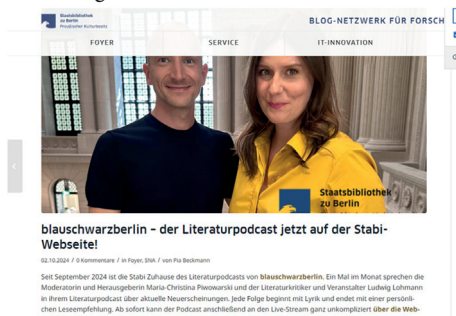 Staatsbibliothek
zu Berlin
Preußischer Kulturbesitz
BLOG-NETZWERK FÜR FORSCH
FOYER SERVICE IT-INNOVATION
Staatsbibliothek
zu Berlin
blauschwarzberlin – der Literaturpodcast jetzt auf der Stabi-
Webseite!
02.10.2024 / 0 Kommentare / in Foyer, SNA / von Pia Beckmann
Seit September 2024 ist die Stabi Zuhause des Literaturpodcasts von blauschwarzberlin. Ein Mal im Monat sprechen die
Moderatorin und Herausgeberin Maria-Christina Piwowarski und der Literaturkritiker und Veranstalter Ludwig Lohmann
in ihrem Literaturpodcast über aktuelle Neuerscheinungen. Jede Folge beginnt mit Lyrik und endet mit einer persönli-
chen Leseempfehlung. Ab sofort kann der Podcast anschließend an den Live-Stream ganz unkompliziert über die Web-